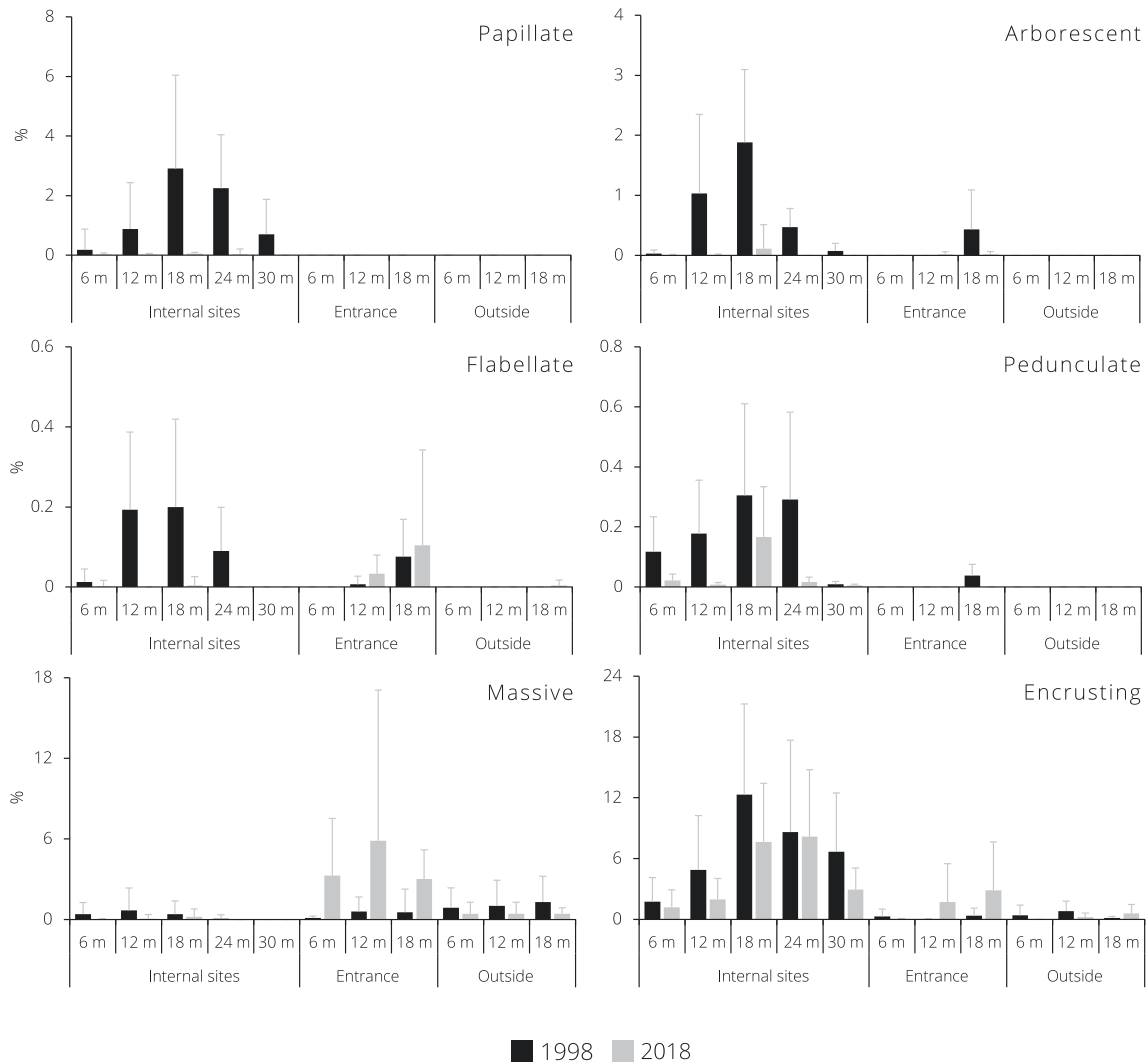 Papillate
%
8
6
4
2
0
6 m 12 m 18 m 24 m 30 m 6 m 12 m 18 m 6 m 12 m 18 m
Internal sites Entrance Outside
Arborescent
4
3
2
1
0
6 m 12 m 18 m 24 m 30 m 6 m 12 m 18 m 6 m 12 m 18 m
Internal sites Entrance Outside
Flabellate
%
0.6
0.4
0.2
0
6 m 12 m 18 m 24 m 30 m 6 m 12 m 18 m 6 m 12 m 18 m
Internal sites Entrance Outside
Pedunculate
0.8
0.6
0.4
0.2
0
6 m 12 m 18 m 24 m 30 m 6 m 12 m 18 m 6 m 12 m 18 m
Internal sites Entrance Outside
Massive
%
18
12
6
0
6 m 12 m 18 m 24 m 30 m 6 m 12 m 18 m 6 m 12 m 18 m
Internal sites Entrance Outside
Encrusting
24
18
12
6
0
6 m 12 m 18 m 24 m 30 m 6 m 12 m 18 m 6 m 12 m 18 m
Internal sites Entrance Outside
1998 2018